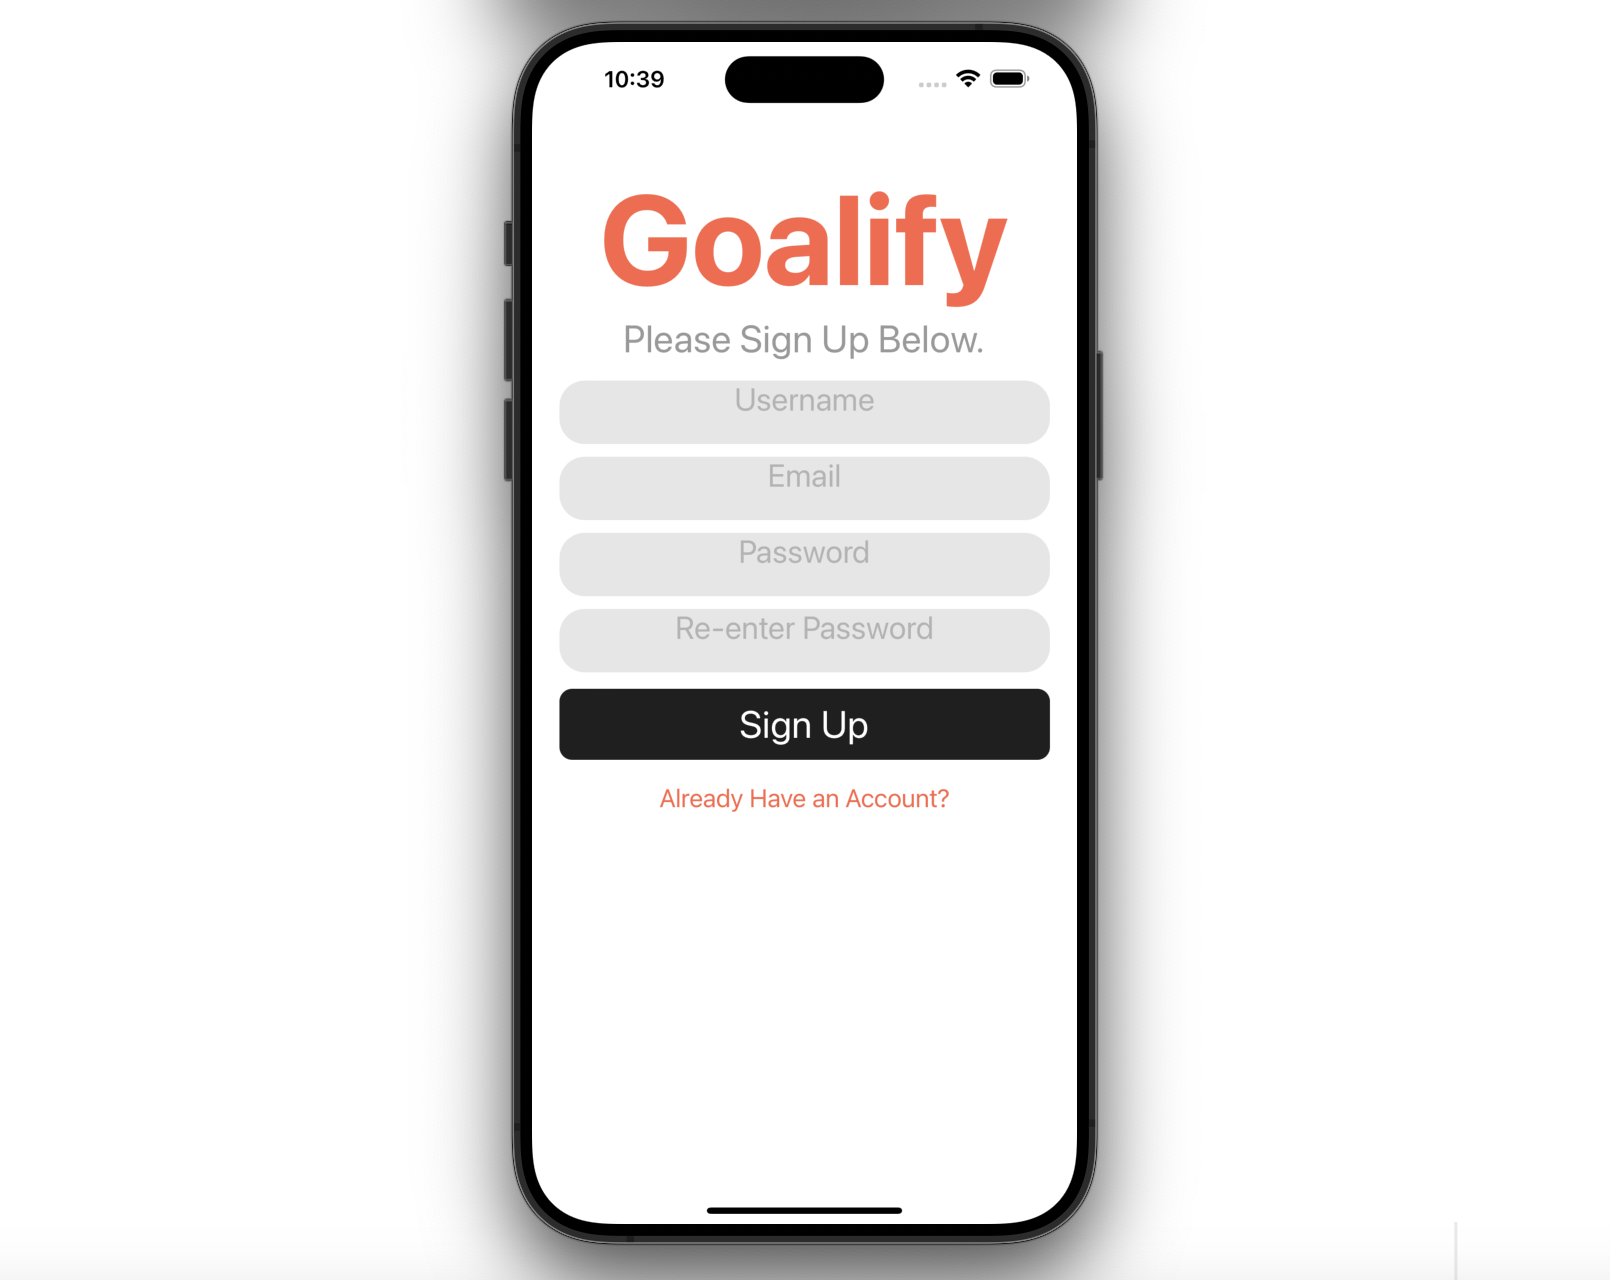 10:39
Goalify
Please Sign Up Below.
Username
Email
Password
Re-enter Password
Sign Up
Already Have an Account?